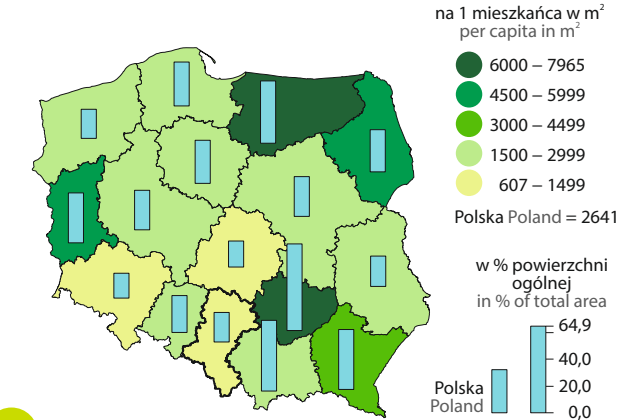 na 1 mieszkańca w m²
per capita in m²
6000 – 7965
4500 – 5999
3000 – 4499
1500 – 2999
607 – 1499
Polska Poland = 2641
w % powierzchni
ogólnej
in % of total area
64,9
40,0
20,0
0,0
Polska
Poland